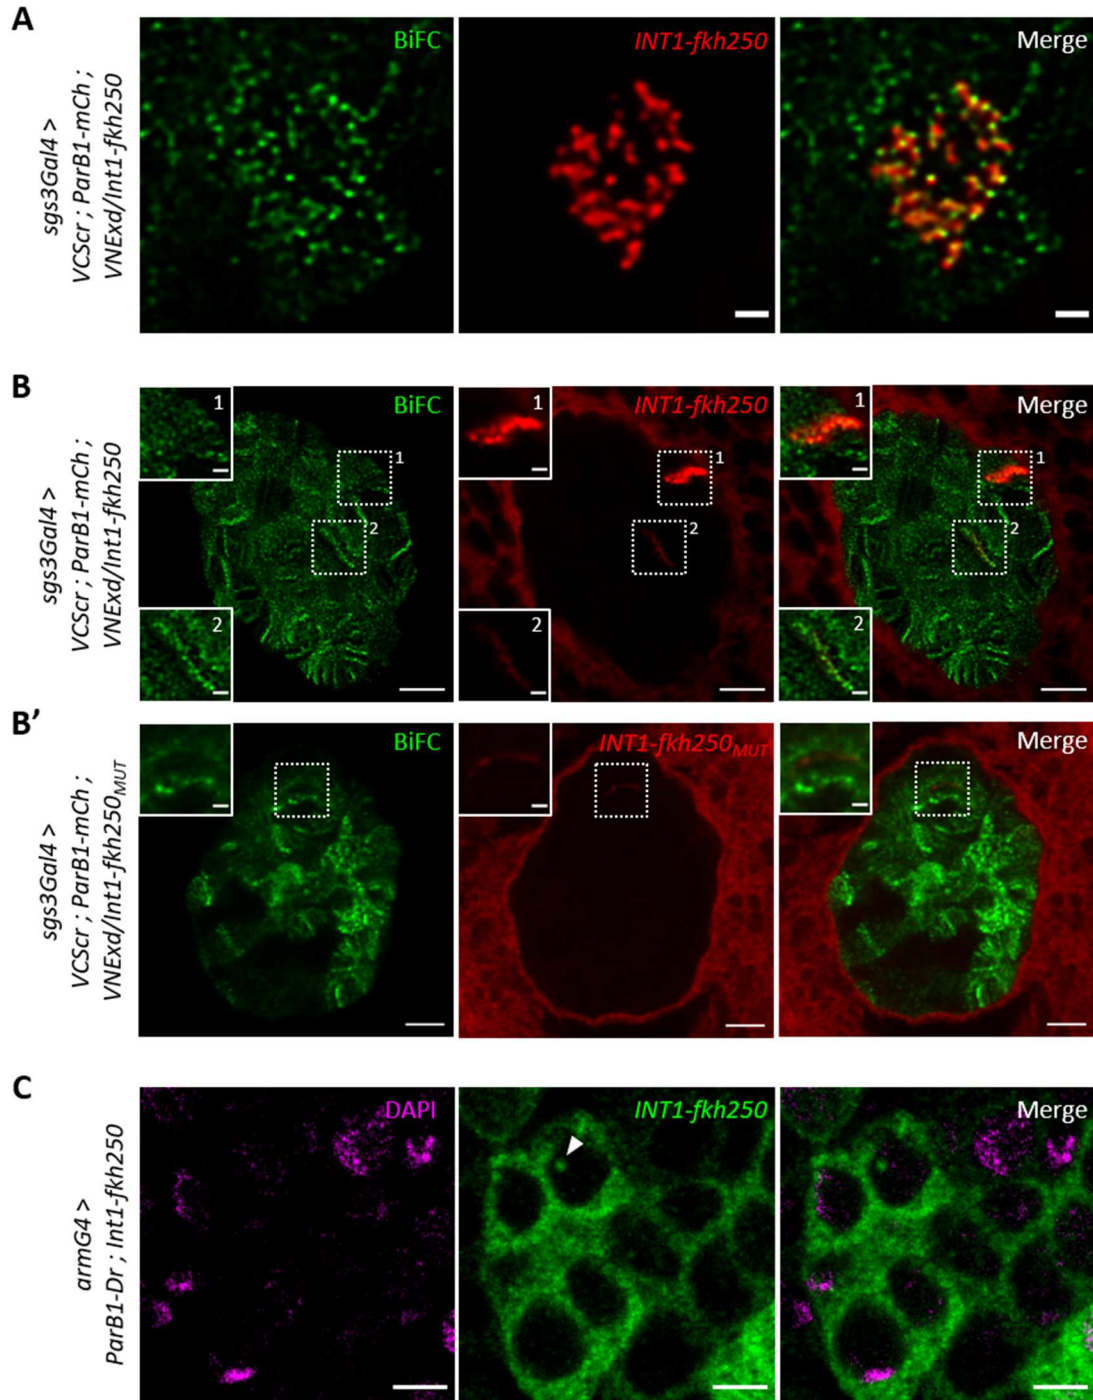 A
sgs3Gal4 >
VCScr ; ParB1-mCh ;
VNExd/Int1-fkh250
BiFC
INT1-fkh250
Merge
B
sgs3Gal4 >
VCScr ; ParB1-mCh ;
VNExd/Int1-fkh250
1
BiFC
1
2
2
1
INT1-fkh250
1
2
2
1
Merge
1
2
2
B’
sgs3Gal4 >
VCScr ; ParB1-mCh ;
VNExd/Int1-fkh250MUT
BiFC
INT1-fkh250MUT
Merge
C
armG4 >
ParB1-Dr ; Int1-fkh250
DAPI
INT1-fkh250
Merge